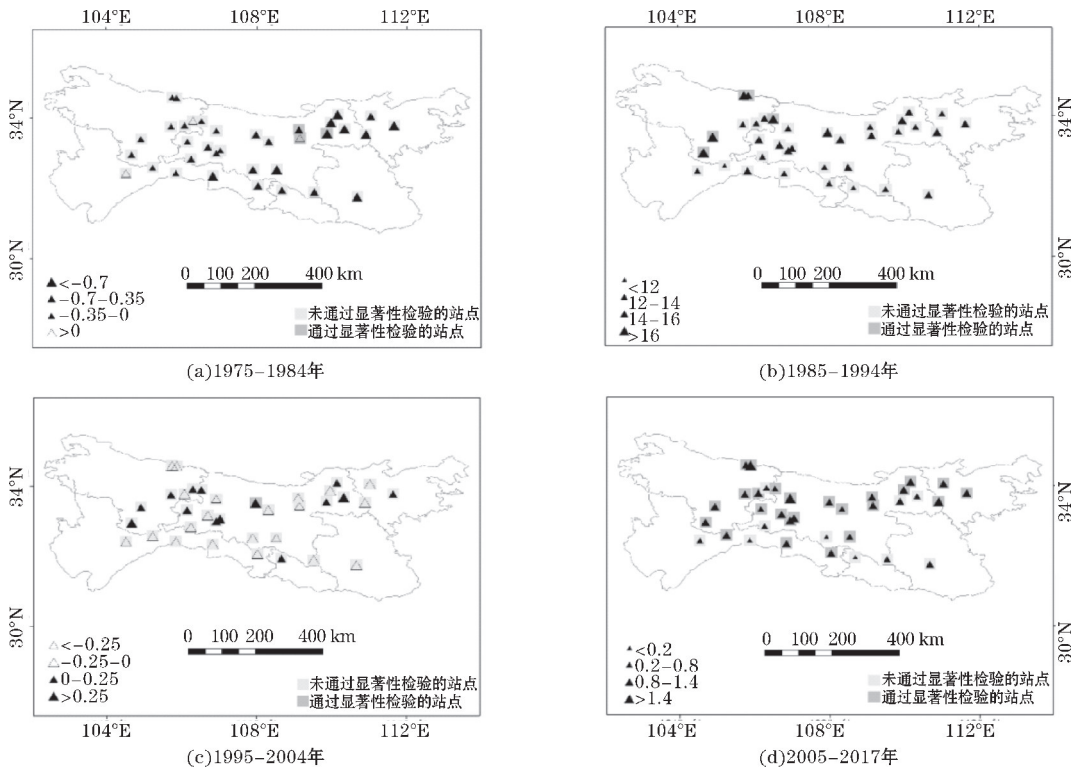 104°E 108°E 112°E
104°E 108°E 112°E
34°N
30°N
0 100 200 400 km
▲<-0.7
▲-0.7-0.35
▲-0.35-0
△>0
未通过显著性检验的站点
通过显著性检验的站点
(a)1975-1984年
34°N
30°N
0 100 200 400 km
▲<12
▲12-14
▲14-16
▲>16
未通过显著性检验的站点
通过显著性检验的站点
(b)1985-1994年
34°N
30°N
0 100 200 400 km
△<-0.25
△-0.25-0
▲0-0.25
▲>0.25
未通过显著性检验的站点
通过显著性检验的站点
104°E 108°E 112°E
(c)1995-2004年
34°N
30°N
0 100 200 400 km
▲<0.2
▲0.2-0.8
▲0.8-1.4
▲>1.4
未通过显著性检验的站点
通过显著性检验的站点
104°E 108°E 112°E
(d)2005-2017年